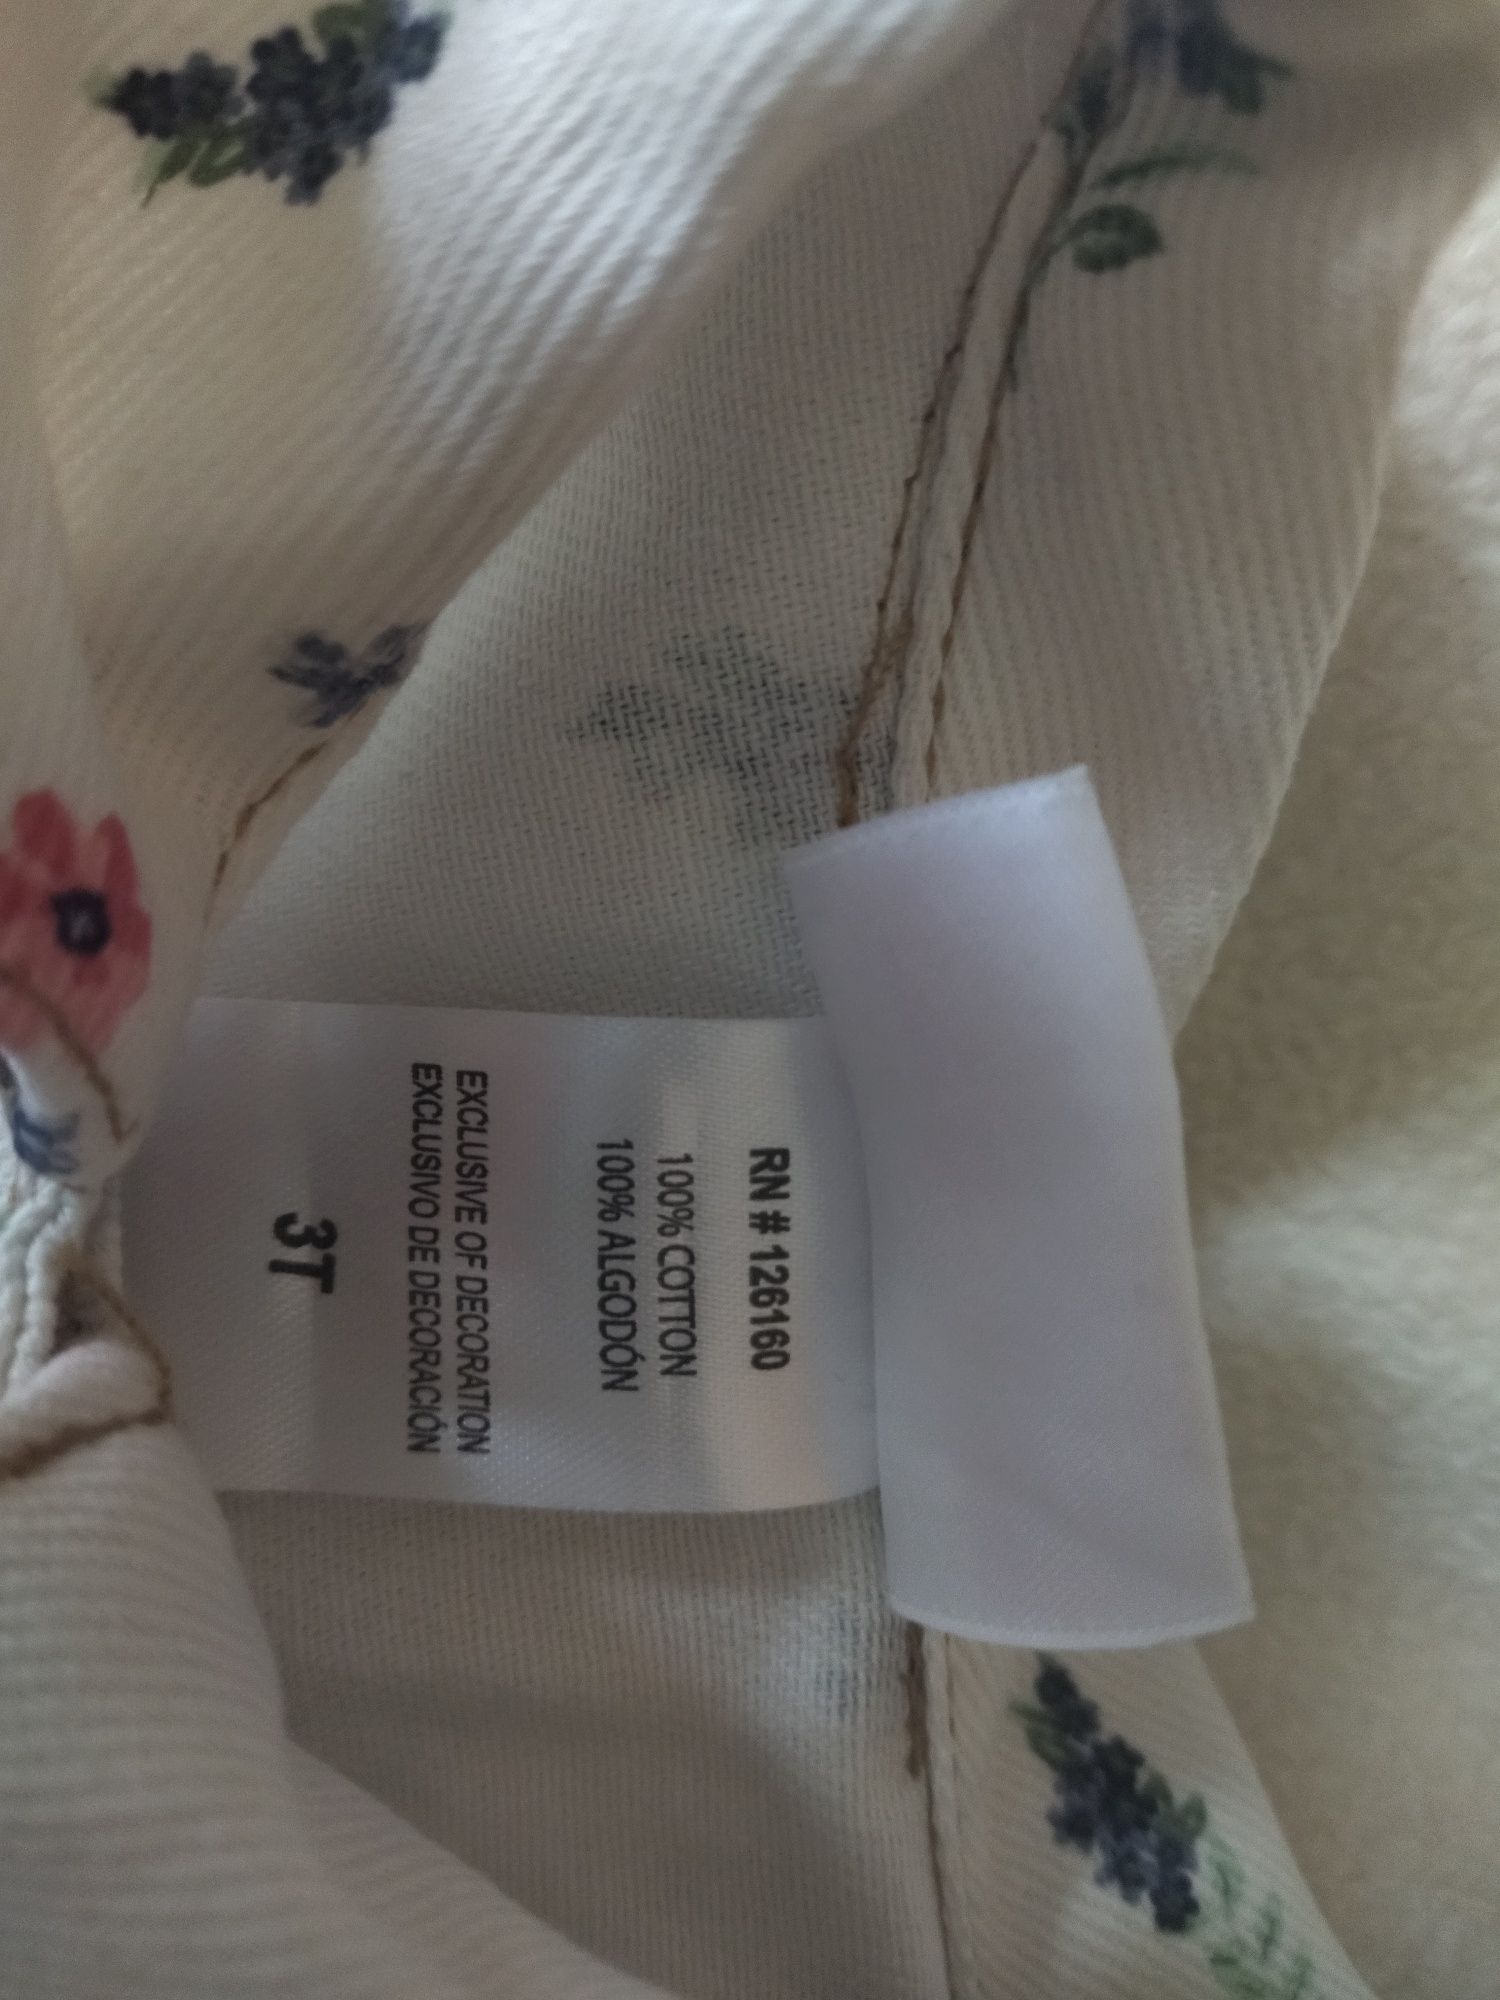 RN # 126160
100% COTTON
100% ALGODÓN
EXCLUSIVE OF DECORATION
EXCLUSIVO DE DECORACIÓN
3T